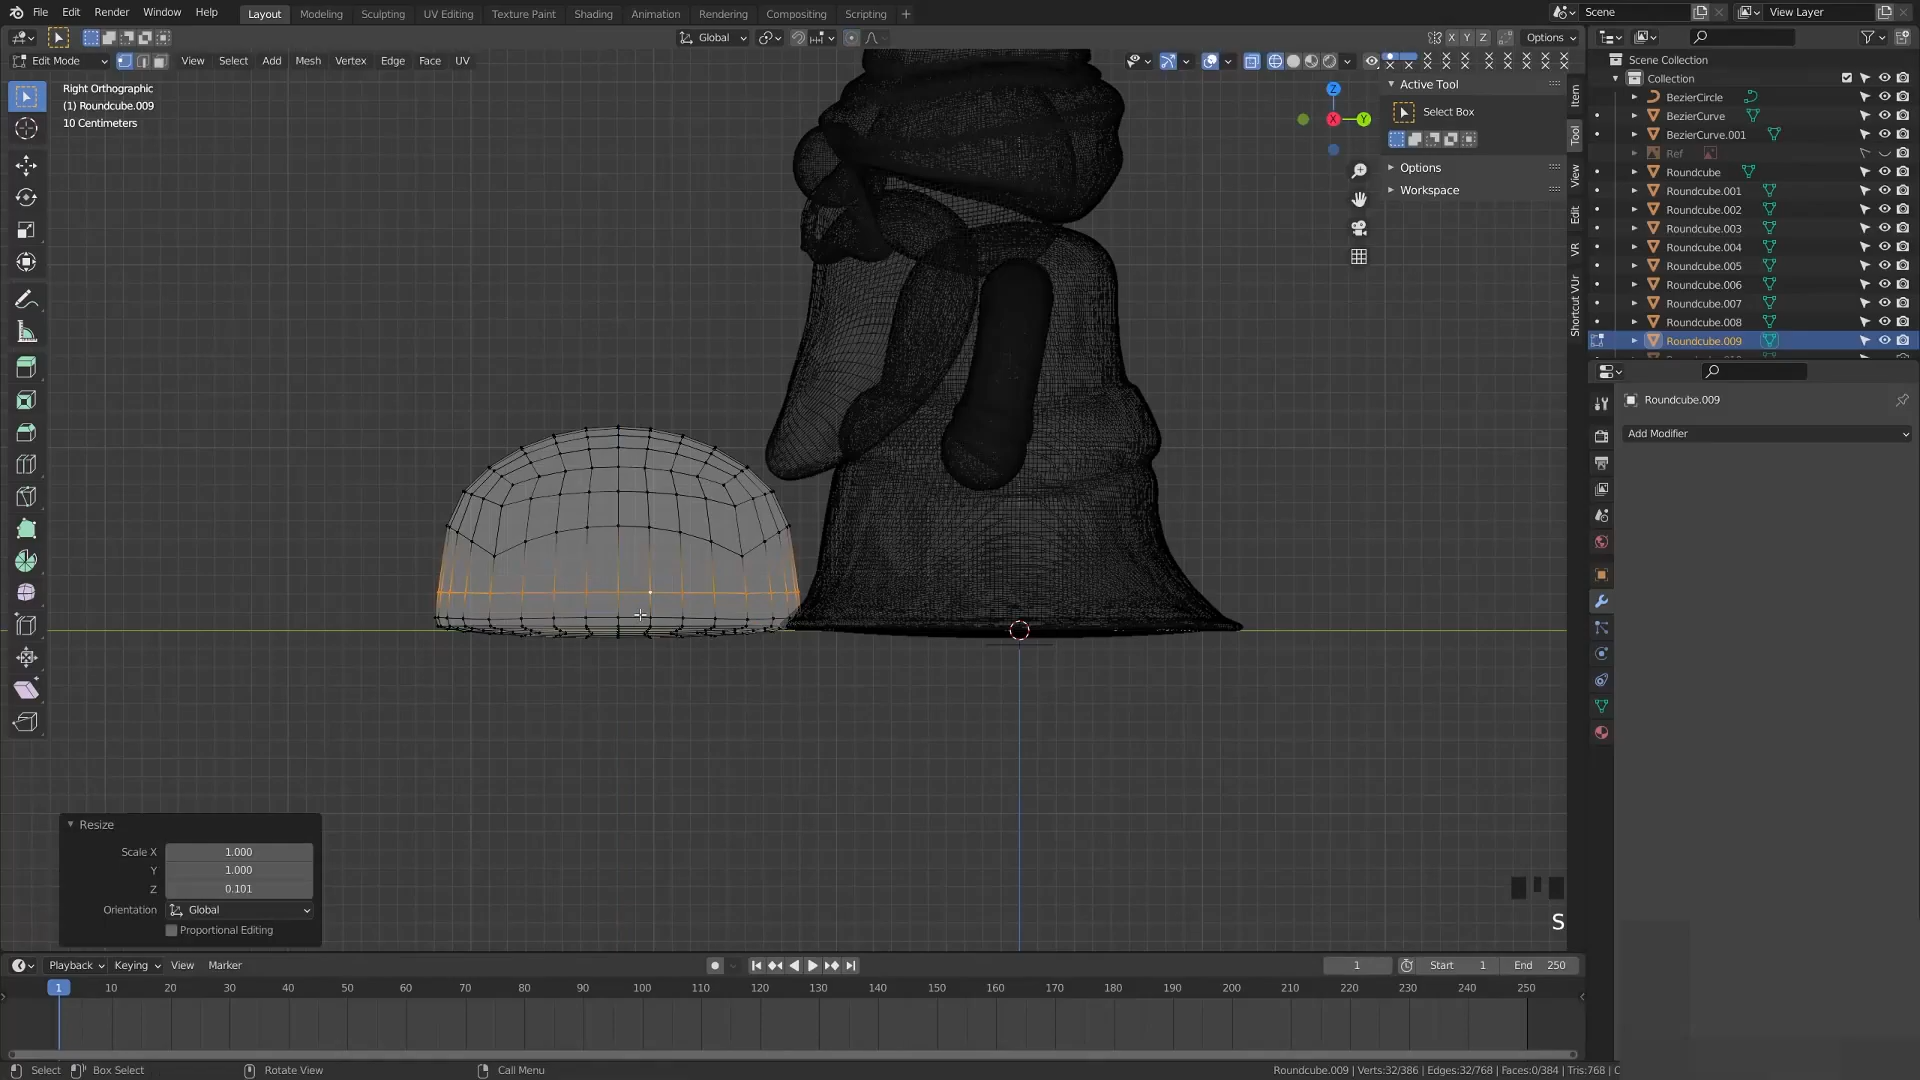 File Edit Render Window Help Layout Modeling Sculpting UV Editing Texture Paint Shading Animation Rendering Compositing Scripting + Scene View Layer
Global X Y Z Options
Edit Mode View Select Add Mesh Vertex Edge Face UV
Right Orthographic
(1) Roundcube.009
10 Centimeters
Z
X
Y
Active Tool
Select Box
Options
Workspace
Item
Tool
View
Edit
VR
Shortcut VUr
Scene Collection
Collection
BezierCircle
BezierCurve
BezierCurve.001
Ref
Roundcube
Roundcube.001
Roundcube.002
Roundcube.003
Roundcube.004
Roundcube.005
Roundcube.006
Roundcube.007
Roundcube.008
Roundcube.009
Roundcube.009
Add Modifier
Resize
Scale X 1.000
Y 1.000
Z 0.101
Orientation Global
Proportional Editing
S
Playback Keying View Marker 1 Start 1 End 250
1 10 20 30 40 50 60 70 80 90 100 110 120 130 140 150 160 170 180 190 200 210 220 230 240 250
Select Box Select Rotate View Call Menu Roundcube.009 | Verts:32/386 | Edges:32/768 | Faces:0/384 | Tris:768 |